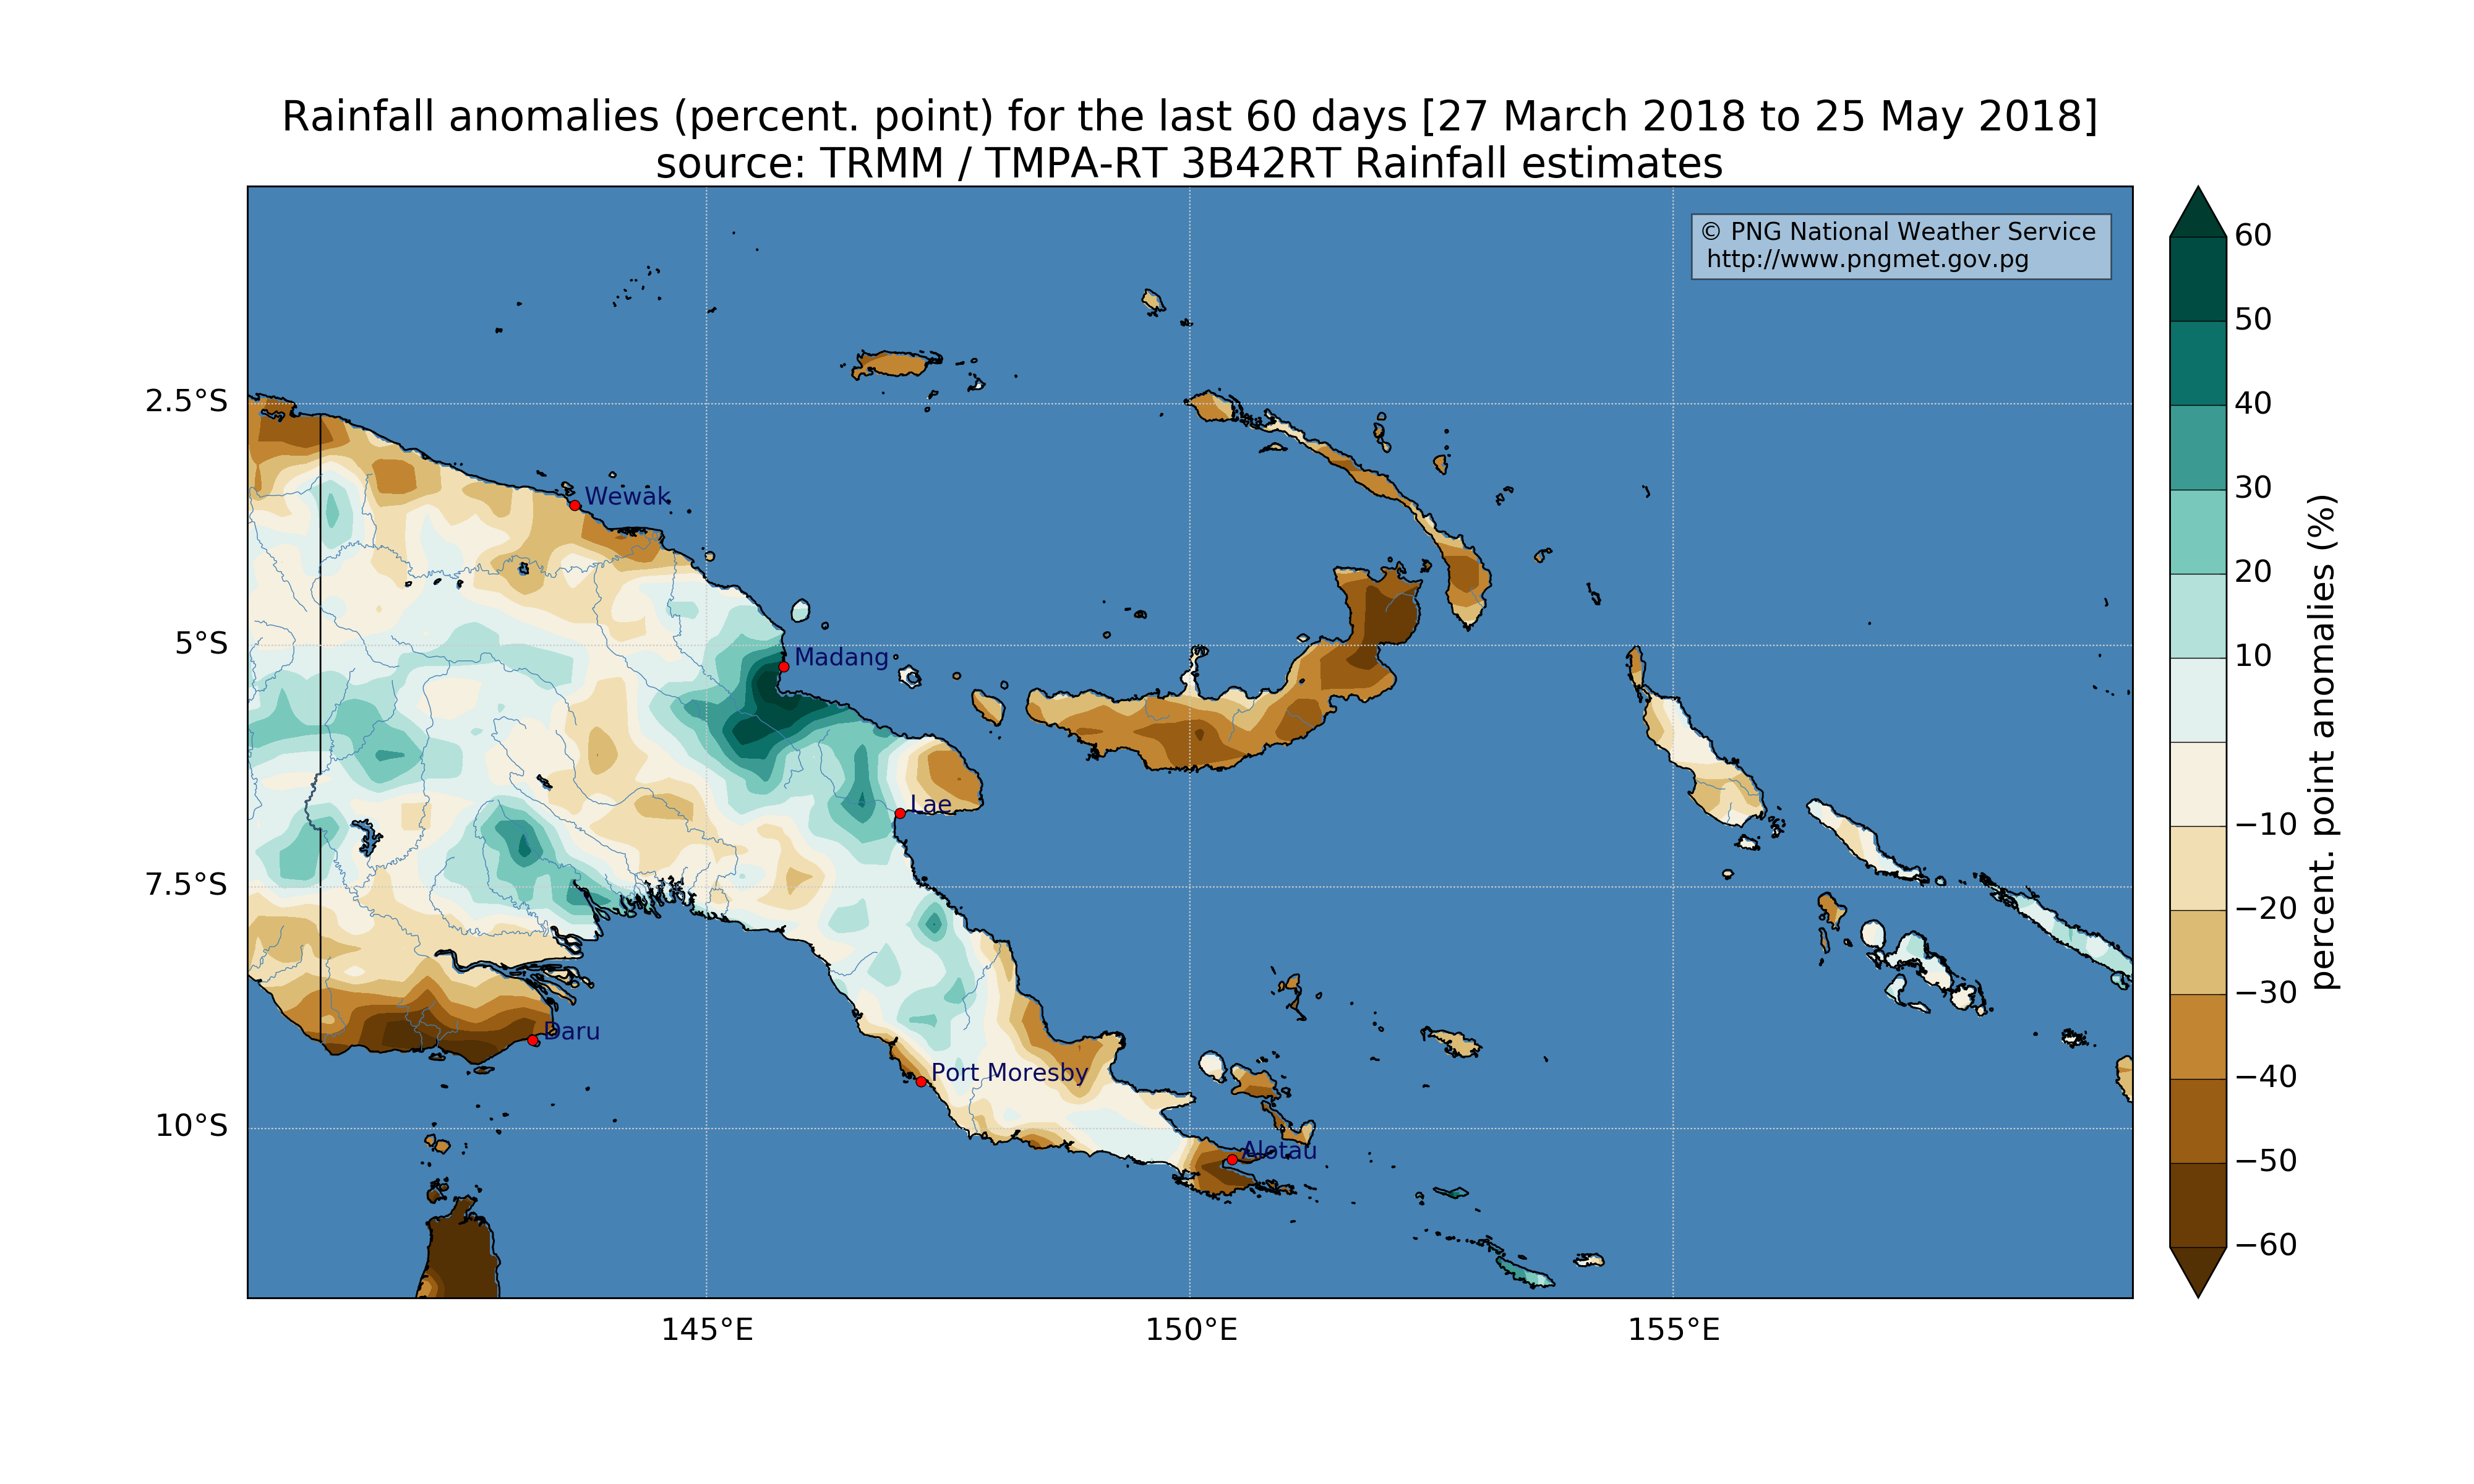 Rainfall anomalies (percent. point) for the last 60 days [27 March 2018 to 25 May 2018]
source: TRMM / TMPA-RT 3B42RT Rainfall estimates
© PNG National Weather Service
http://www.pngmet.gov.pg
2.5°S
5°S
7.5°S
10°S
Wewak
Madang
Lae
Daru
Port Moresby
Alotau
145°E
150°E
155°E
60
50
40
30
20
10
−10
−20
−30
−40
−50
−60
percent. point anomalies (%)